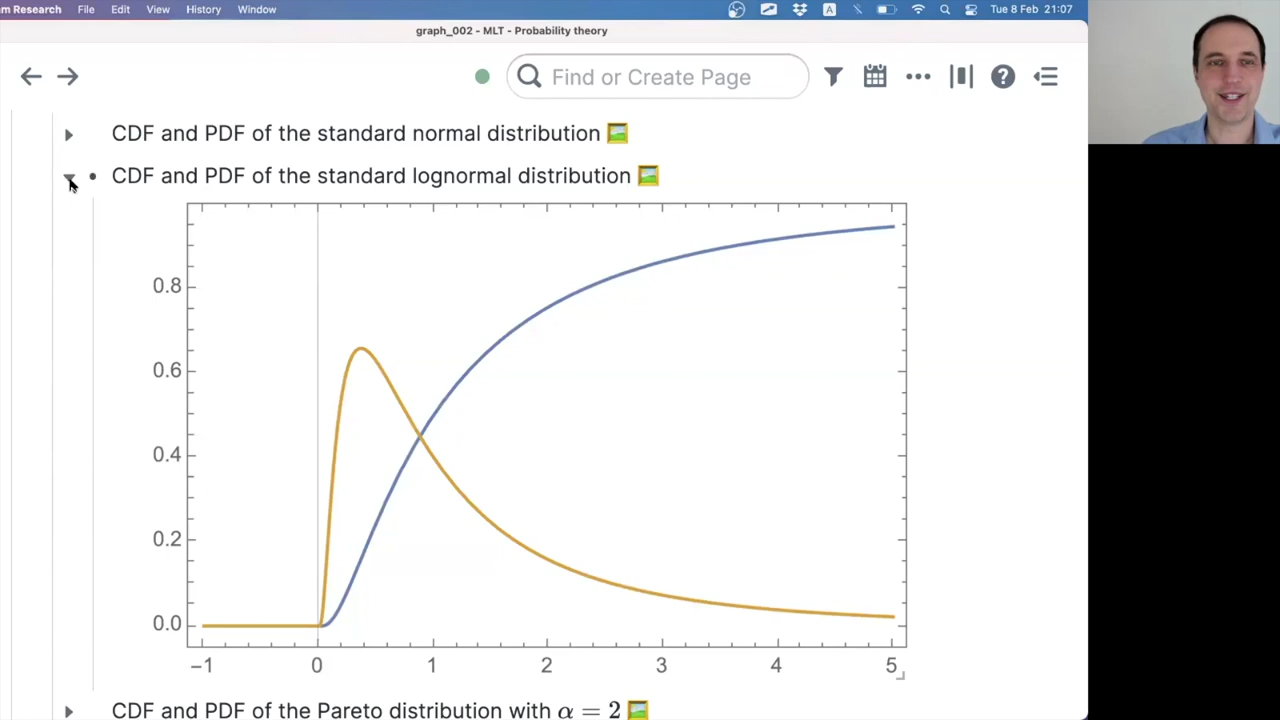 am Research File Edit View History Window A Tue 8 Feb 21:07
graph_002 - MLT - Probability theory
Find or Create Page
CDF and PDF of the standard normal distribution
CDF and PDF of the standard lognormal distribution
0.8
0.6
0.4
0.2
0.0
−1 0 1 2 3 4 5
CDF and PDF of the Pareto distribution with α = 2